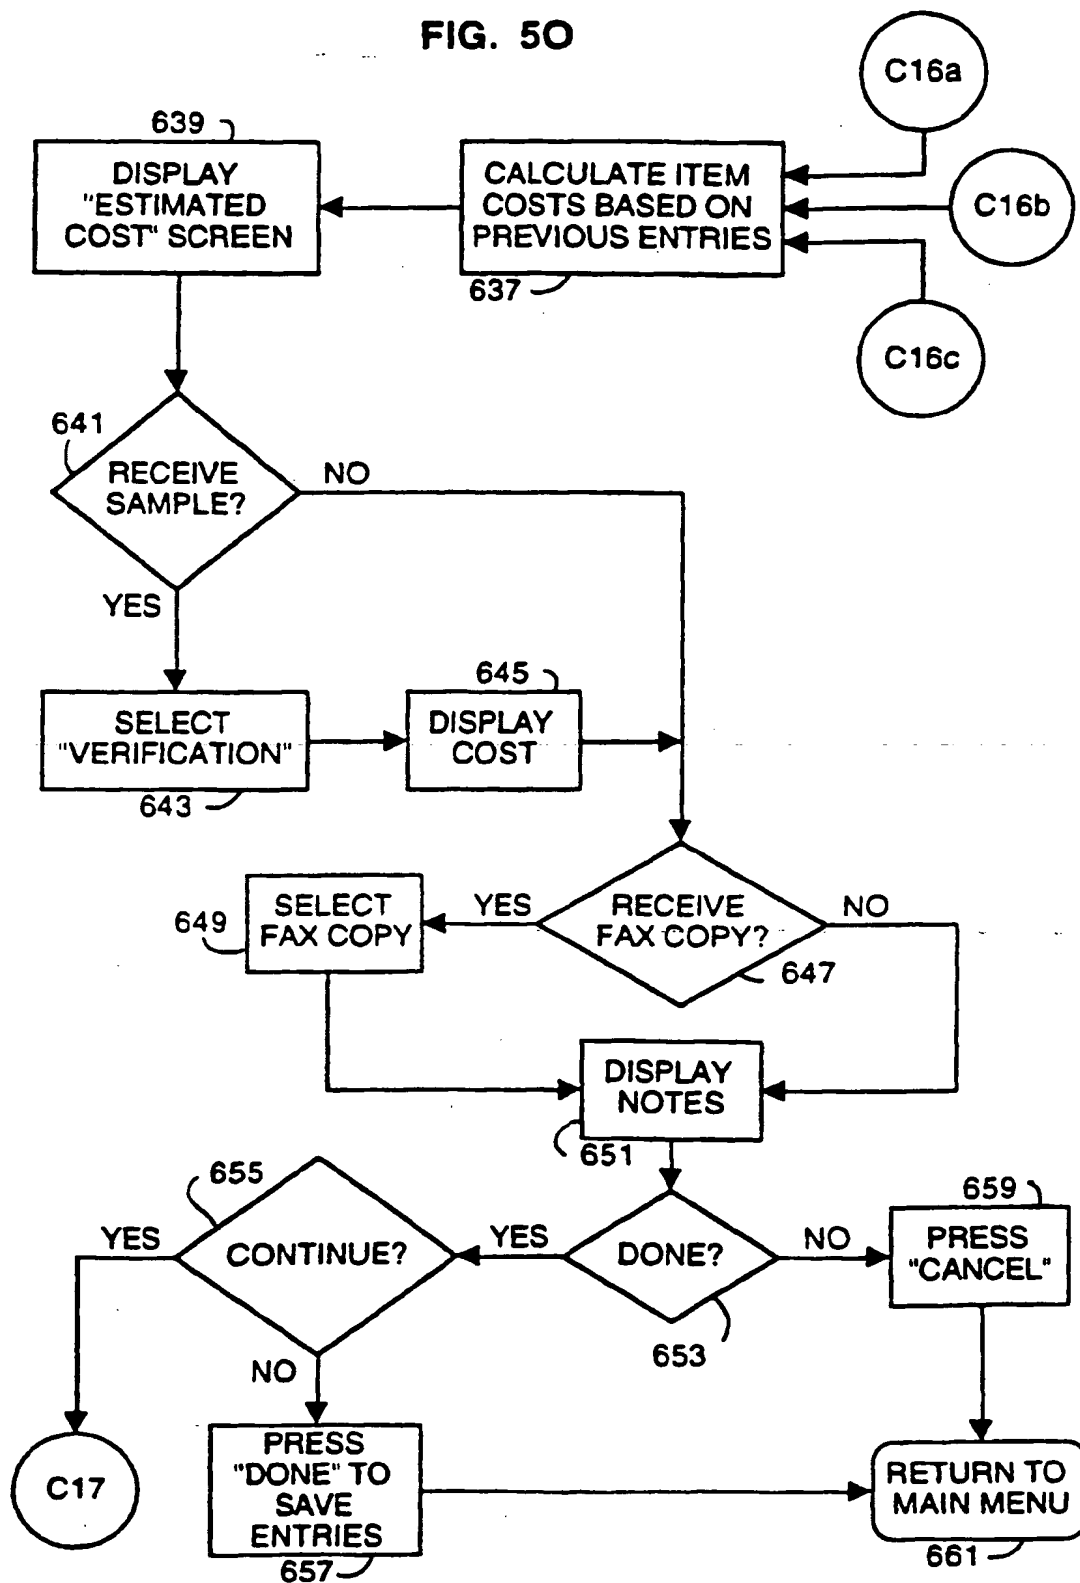 FIG. 50
C16a
639
DISPLAY
"ESTIMATED
COST" SCREEN
CALCULATE ITEM
COSTS BASED ON
PREVIOUS ENTRIES
637
C16b
C16c
641
RECEIVE
SAMPLE?
NO
YES
SELECT
"VERIFICATION"
643
645
DISPLAY
COST
649
SELECT
FAX COPY
YES
RECEIVE
FAX COPY?
NO
647
DISPLAY
NOTES
651
655
YES
CONTINUE?
YES
DONE?
NO
653
659
PRESS
"CANCEL"
NO
C17
PRESS
"DONE" TO
SAVE
ENTRIES
657
RETURN TO
MAIN MENU
661